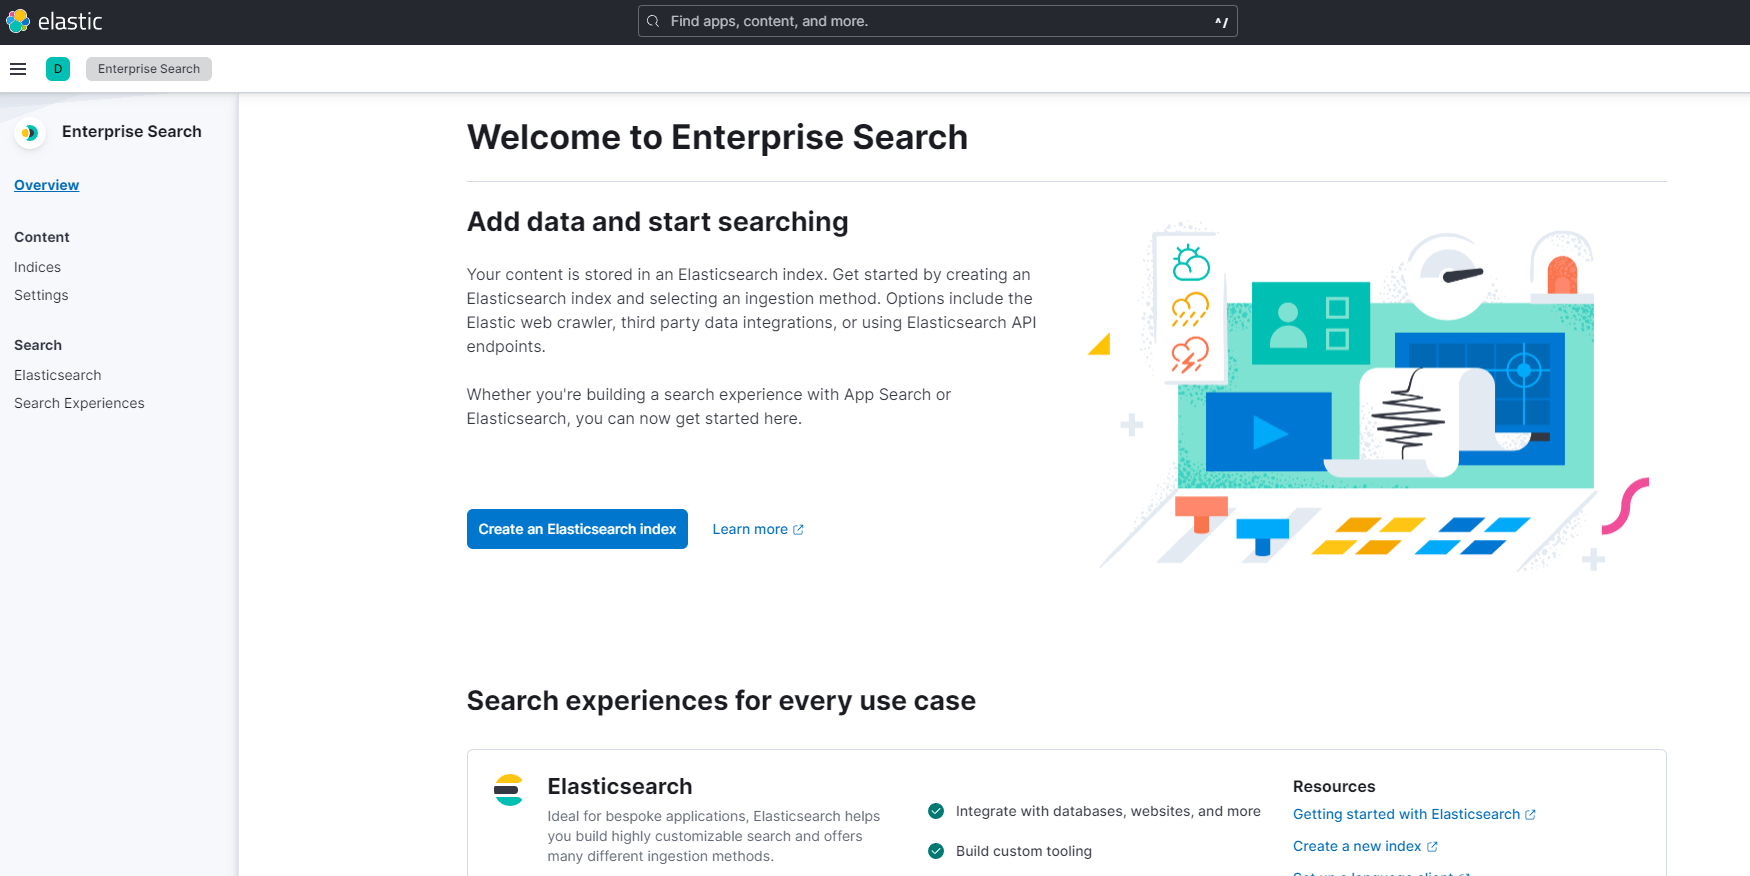 elastic
Find apps, content, and more.
^/
D
Enterprise Search
Enterprise Search
Overview
Content
Indices
Settings
Search
Elasticsearch
Search Experiences
Welcome to Enterprise Search
Add data and start searching
Your content is stored in an Elasticsearch index. Get started by creating an
Elasticsearch index and selecting an ingestion method. Options include the
Elastic web crawler, third party data integrations, or using Elasticsearch API
endpoints.
Whether you're building a search experience with App Search or
Elasticsearch, you can now get started here.
Create an Elasticsearch index
Learn more
Search experiences for every use case
Elasticsearch
Ideal for bespoke applications, Elasticsearch helps
you build highly customizable search and offers
many different ingestion methods.
Integrate with databases, websites, and more
Build custom tooling
Resources
Getting started with Elasticsearch
Create a new index
Set up a language client